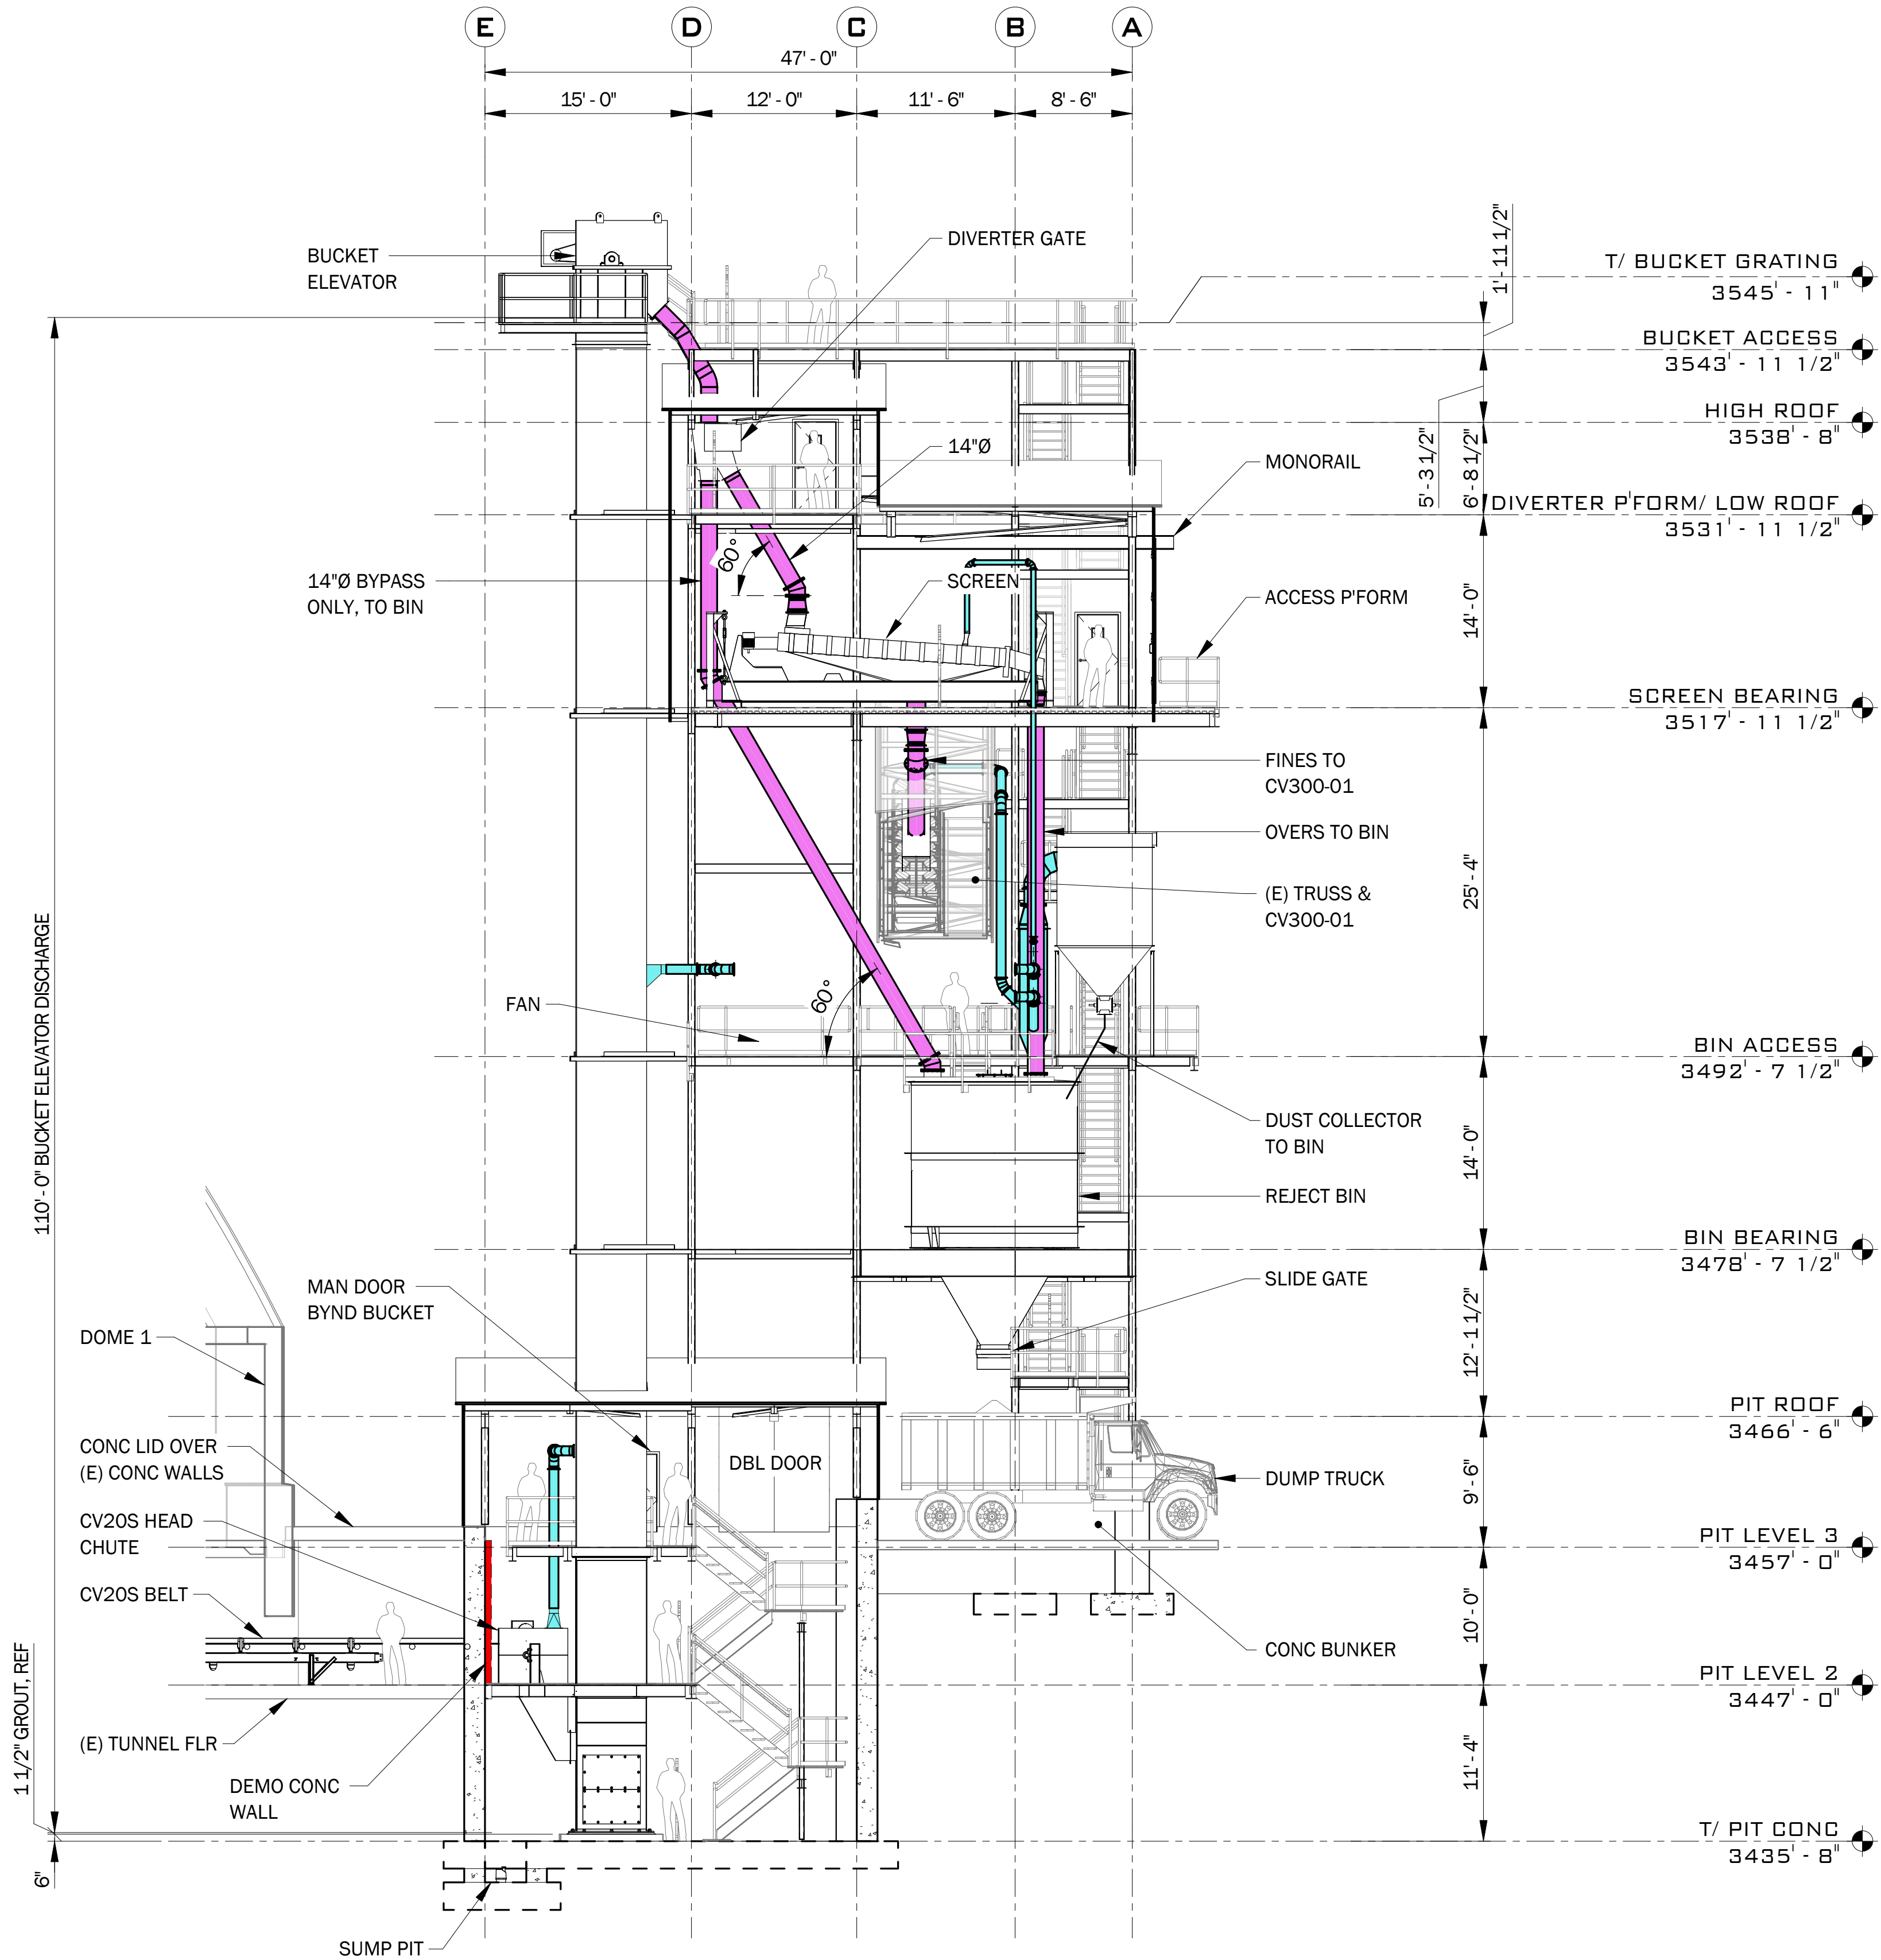 E D C B A
47' - 0"
15' - 0" 12' - 0" 11' - 6" 8' - 6"
BUCKET
ELEVATOR
DIVERTER GATE
1' - 11 1/2"
T/ BUCKET GRATING
3545' - 11"
BUCKET ACCESS
3543' - 11 1/2"
5' - 3 1/2"
HIGH ROOF
3538' - 8"
6' - 8 1/2"
14"Ø
MONORAIL
DIVERTER P'FORM/ LOW ROOF
3531' - 11 1/2"
60°
14"Ø BYPASS
ONLY, TO BIN
SCREEN
ACCESS P'FORM
14' - 0"
SCREEN BEARING
3517' - 11 1/2"
FINES TO
CV300-01
OVERS TO BIN
(E) TRUSS &
CV300-01
25' - 4"
110' - 0" BUCKET ELEVATOR DISCHARGE
FAN
60°
BIN ACCESS
3492' - 7 1/2"
DUST COLLECTOR
TO BIN
14' - 0"
REJECT BIN
BIN BEARING
3478' - 7 1/2"
MAN DOOR
BYND BUCKET
SLIDE GATE
DOME 1
12' - 1 1/2"
PIT ROOF
3466' - 6"
CONC LID OVER
(E) CONC WALLS
DBL DOOR
DUMP TRUCK
9' - 6"
CV20S HEAD
CHUTE
PIT LEVEL 3
3457' - 0"
CV20S BELT
10' - 0"
CONC BUNKER
PIT LEVEL 2
3447' - 0"
1 1/2" GROUT, REF
(E) TUNNEL FLR
DEMO CONC
WALL
11' - 4"
T/ PIT CONC
3435' - 8"
6"
SUMP PIT